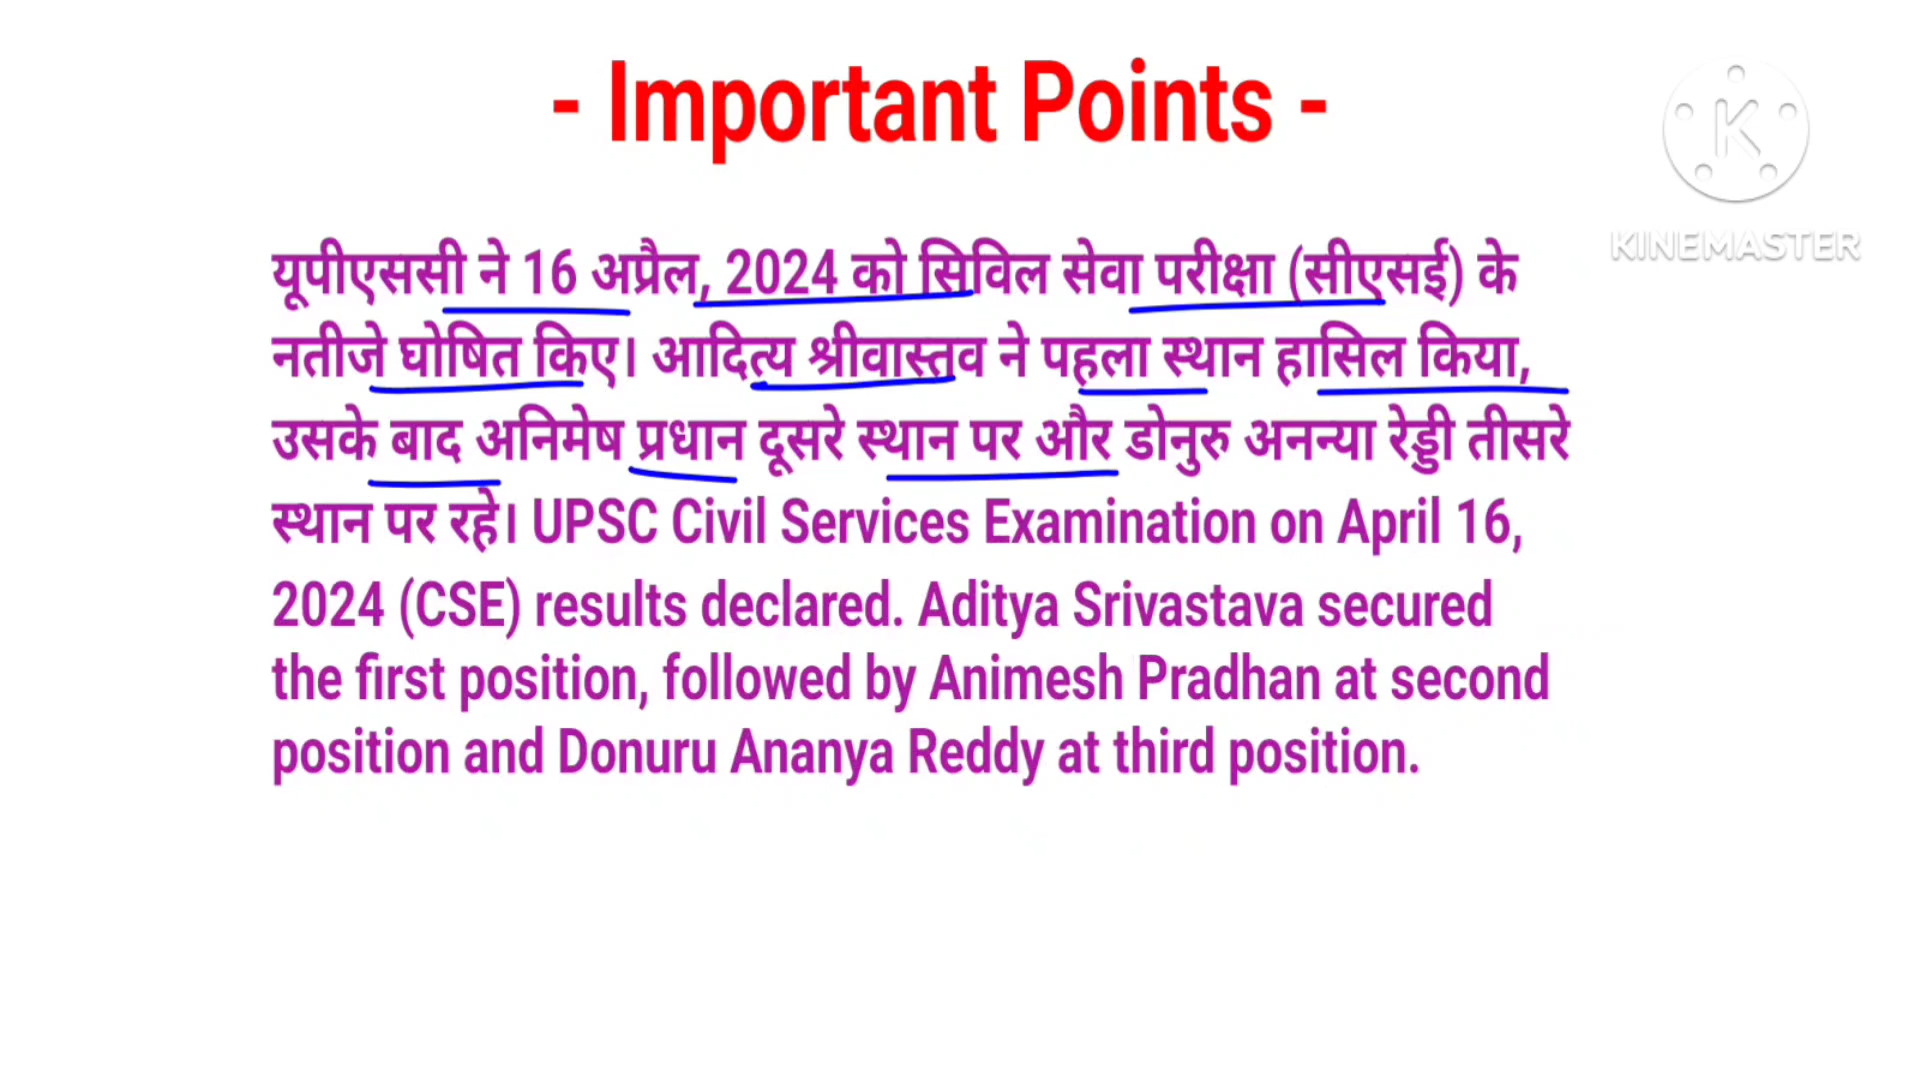 - Important Points -
K
KINEMASTER
यूपीएससी ने 16 अप्रैल, 2024 को सिविल सेवा परीक्षा (सीएसई) के
नतीजे घोषित किए। आदित्य श्रीवास्तव ने पहला स्थान हासिल किया,
उसके बाद अनिमेष प्रधान दूसरे स्थान पर और डोनुरु अनन्या रेड्डी तीसरे
स्थान पर रहे। UPSC Civil Services Examination on April 16,
2024 (CSE) results declared. Aditya Srivastava secured
the first position, followed by Animesh Pradhan at second
position and Donuru Ananya Reddy at third position.